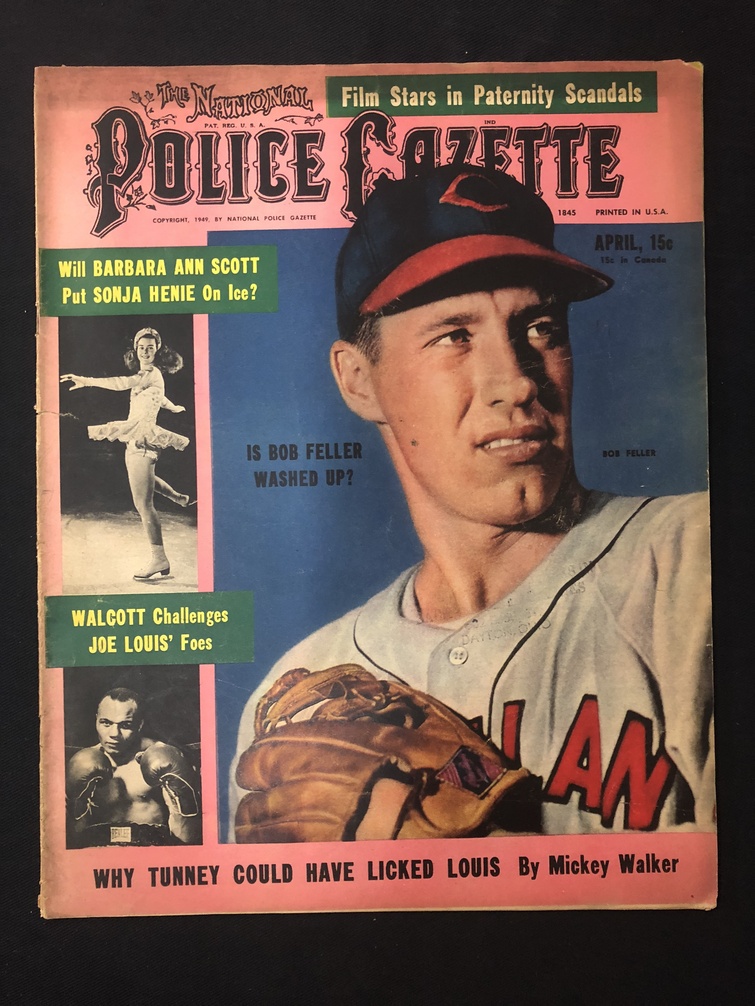 THE NATIONAL
Film Stars in Paternity Scandals
PAT. REG. U. S. A.
IND
POLICE GAZETTE
COPYRIGHT, 1949, BY NATIONAL POLICE GAZETTE
1845 PRINTED IN U.S.A.
APRIL, 15c
15c in Canada
Will BARBARA ANN SCOTT
Put SONJA HENIE On Ice?
IS BOB FELLER
WASHED UP?
BOB FELLER
WALCOTT Challenges
JOE LOUIS' Foes
LAN
WHY TUNNEY COULD HAVE LICKED LOUIS By Mickey Walker